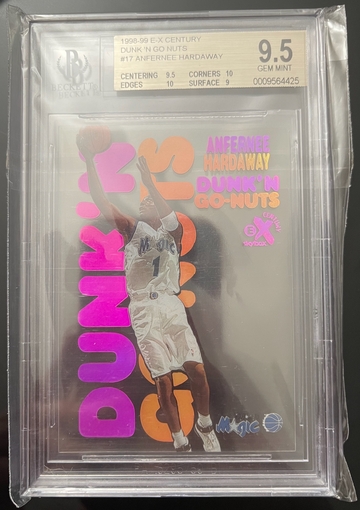 1998-99 E-X CENTURY
DUNK 'N GO NUTS
#17 ANFERNEE HARDAWAY
CENTERING 9.5 CORNERS 10
EDGES 10 SURFACE 9
9.5
GEM MINT
0009564425
ANFERNEE
HARDAWAY
DUNK'N
GO-NUTS
DUNK'N
MAGIC
1
Magic